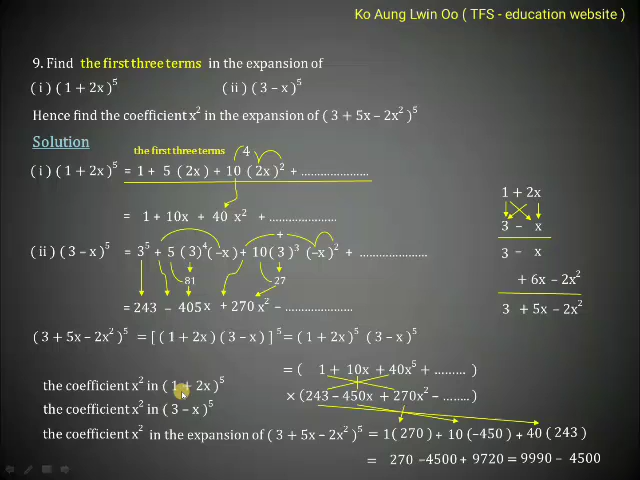 Ko Aung Lwin Oo ( TFS - education website )
9. Find the first three terms in the expansion of
( i ) ( 1 + 2x )⁵ ( ii ) ( 3 – x )⁵
Hence find the coefficient x² in the expansion of ( 3 + 5x – 2x² )⁵
Solution
the first three terms 4
( i ) ( 1 + 2x )⁵ = 1 + 5 ( 2x ) + 10 ( 2x )² + .....................
= 1 + 10x + 40 x² + .....................
+
( ii ) ( 3 – x )⁵ = 3⁵ + 5 ( 3 )⁴ ( –x ) + 10 ( 3 )³ ( –x )² + .....................
81 27
= 243 – 405 x + 270 x² – .....................
1 + 2x
3 – x
3 – x
+ 6x – 2x²
3 + 5x – 2x²
( 3 + 5x – 2x² )⁵ = [ ( 1 + 2x ) ( 3 – x ) ]⁵ = ( 1 + 2x )⁵ ( 3 – x )⁵
= ( 1 + 10x + 40x⁵ + ......... )
the coefficient x² in ( 1 + 2x )⁵
× ( 243 – 450x + 270x² – ........ )
the coefficient x² in ( 3 – x )⁵
the coefficient x² in the expansion of ( 3 + 5x – 2x² )⁵ = 1 ( 270 ) + 10 ( –450 ) + 40 ( 243 )
= 270 –4500 + 9720 = 9990 – 4500